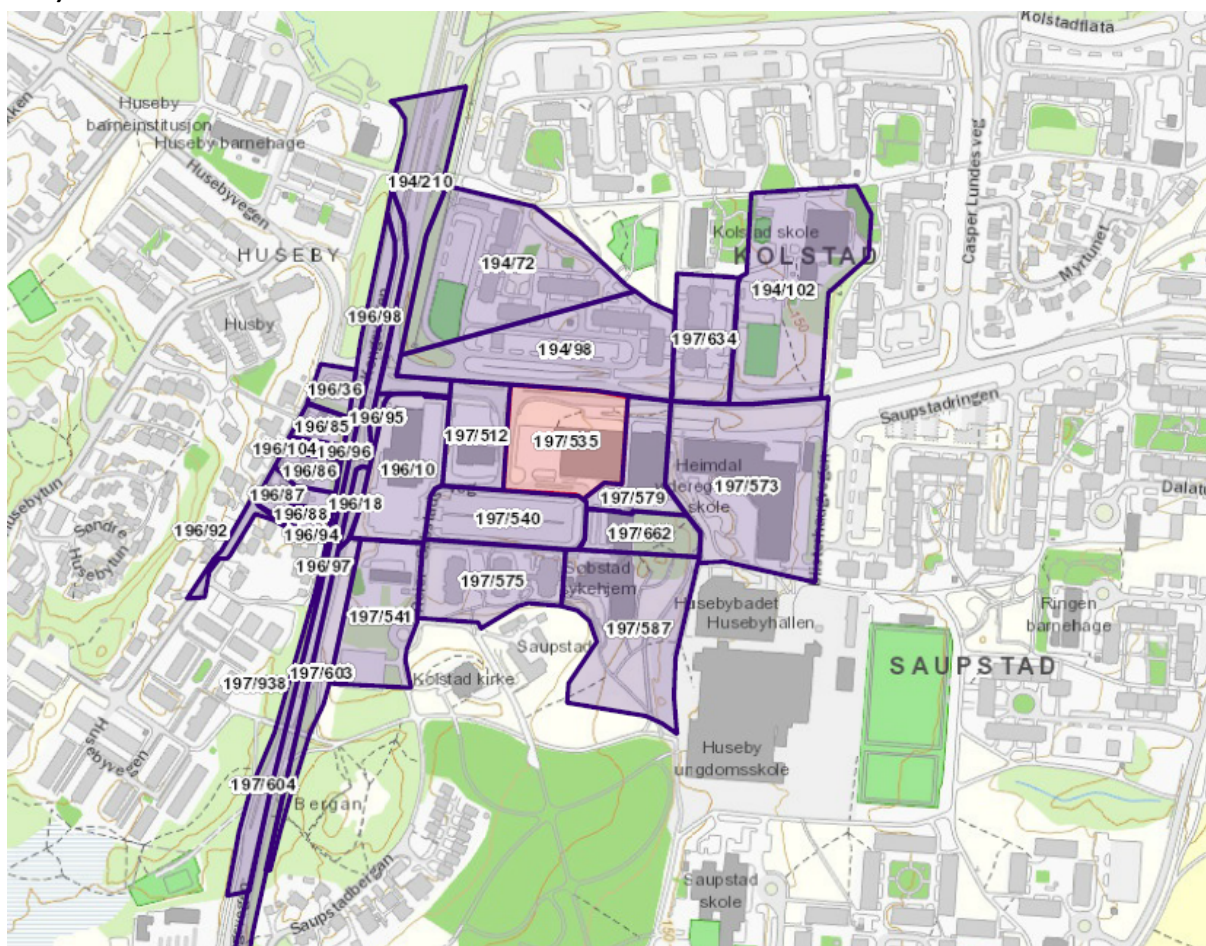 Kolstadflata
Huseby
barneinstitusjon
Huseby barnehage
Husebyvegen
Casper Lundes veg
194/210
Kolstad skole
HUSEBY
KOLSTAD
Myrtunet
194/72
194/102
Husby
196/98
194/98
197/634
150
196/36
196/95
Saupstadringen
196/85
197/512
197/535
196/104
196/96
196/10
Heimdal
skole
197/573
196/86
197/579
196/87
196/18
197/540
196/88
197/662
196/92
196/94
Søndre
Husebytun
Husebytun
196/97
197/575
197/541
197/587
Husebybadet
Husebyhallen
Ringen
barnehage
Saupstad
SAUPSTAD
197/603
197/938
Kolstad kirke
Huseby
ungdomsskole
197/604
Bergan
Saupstadbergan
Saupstad
skole
150